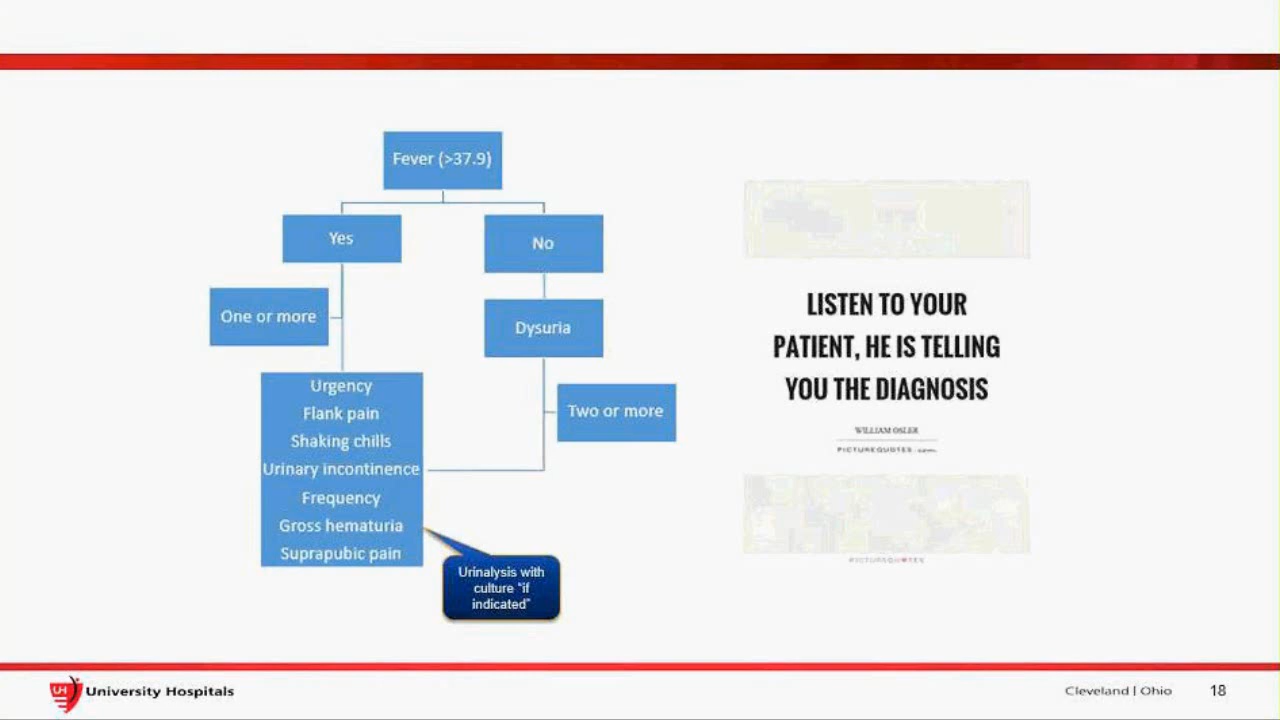 Fever (>37.9)
Yes
No
One or more
Dysuria
Two or more
Urgency
Flank pain
Shaking chills
Urinary incontinence
Frequency
Gross hematuria
Suprapubic pain
Urinalysis with
culture "if
indicated"
LISTEN TO YOUR
PATIENT, HE IS TELLING
YOU THE DIAGNOSIS
WILLIAM OSLER
PICTUREQUOTES
PICTUREQUOTES
UH University Hospitals
Cleveland | Ohio 18